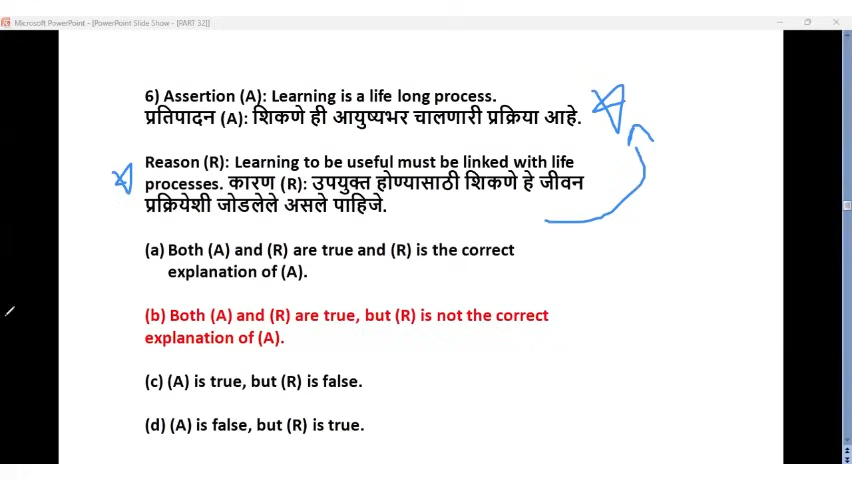 Microsoft PowerPoint - [PowerPoint Slide Show - [PART 32]]
6) Assertion (A): Learning is a life long process.
प्रतिपादन (A): शिकणे ही आयुष्यभर चालणारी प्रक्रिया आहे.
Reason (R): Learning to be useful must be linked with life
processes. कारण (R): उपयुक्त होण्यासाठी शिकणे हे जीवन
प्रक्रियेशी जोडलेले असले पाहिजे.
(a) Both (A) and (R) are true and (R) is the correct
explanation of (A).
(b) Both (A) and (R) are true, but (R) is not the correct
explanation of (A).
(c) (A) is true, but (R) is false.
(d) (A) is false, but (R) is true.